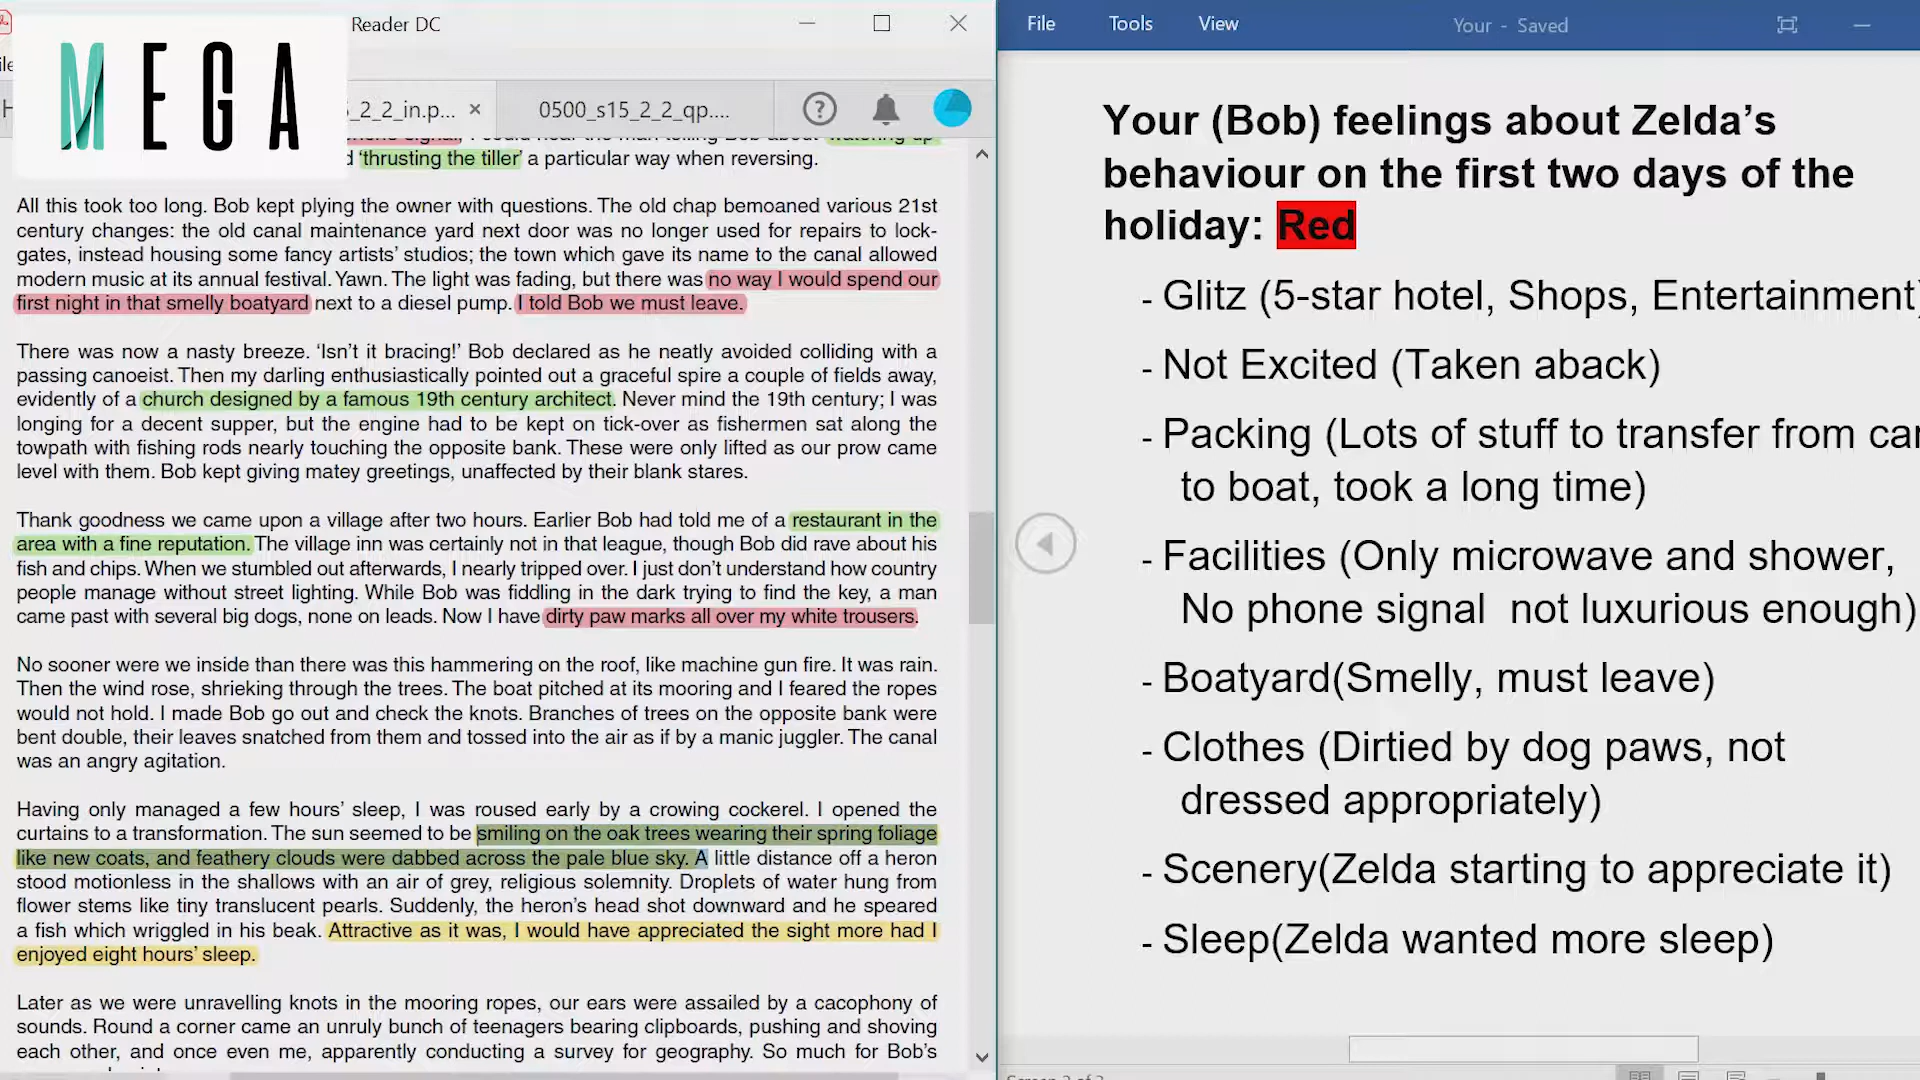 MEGA
Reader DC
_2_2_in.p...
0500_s15_2_2_qp....
'thrusting the tiller' a particular way when reversing.
All this took too long. Bob kept plying the owner with questions. The old chap bemoaned various 21st
century changes: the old canal maintenance yard next door was no longer used for repairs to lock-
gates, instead housing some fancy artists' studios; the town which gave its name to the canal allowed
modern music at its annual festival. Yawn. The light was fading, but there was no way I would spend our
first night in that smelly boatyard next to a diesel pump. I told Bob we must leave.
There was now a nasty breeze. 'Isn't it bracing!' Bob declared as he neatly avoided colliding with a
passing canoeist. Then my darling enthusiastically pointed out a graceful spire a couple of fields away,
evidently of a church designed by a famous 19th century architect. Never mind the 19th century; I was
longing for a decent supper, but the engine had to be kept on tick-over as fishermen sat along the
towpath with fishing rods nearly touching the opposite bank. These were only lifted as our prow came
level with them. Bob kept giving matey greetings, unaffected by their blank stares.
Thank goodness we came upon a village after two hours. Earlier Bob had told me of a restaurant in the
area with a fine reputation. The village inn was certainly not in that league, though Bob did rave about his
fish and chips. When we stumbled out afterwards, I nearly tripped over. I just don't understand how country
people manage without street lighting. While Bob was fiddling in the dark trying to find the key, a man
came past with several big dogs, none on leads. Now I have dirty paw marks all over my white trousers.
No sooner were we inside than there was this hammering on the roof, like machine gun fire. It was rain.
Then the wind rose, shrieking through the trees. The boat pitched at its mooring and I feared the ropes
would not hold. I made Bob go out and check the knots. Branches of trees on the opposite bank were
bent double, their leaves snatched from them and tossed into the air as if by a manic juggler. The canal
was an angry agitation.
Having only managed a few hours' sleep, I was roused early by a crowing cockerel. I opened the
curtains to a transformation. The sun seemed to be smiling on the oak trees wearing their spring foliage
like new coats, and feathery clouds were dabbed across the pale blue sky. A little distance off a heron
stood motionless in the shallows with an air of grey, religious solemnity. Droplets of water hung from
flower stems like tiny translucent pearls. Suddenly, the heron's head shot downward and he speared
a fish which wriggled in his beak. Attractive as it was, I would have appreciated the sight more had I
enjoyed eight hours' sleep.
Later as we were unravelling knots in the mooring ropes, our ears were assailed by a cacophony of
sounds. Round a corner came an unruly bunch of teenagers bearing clipboards, pushing and shoving
each other, and once even me, apparently conducting a survey for geography. So much for Bob's
File Tools View Your - Saved
Your (Bob) feelings about Zelda's
behaviour on the first two days of the
holiday: Red
- Glitz (5-star hotel, Shops, Entertainment)
- Not Excited (Taken aback)
- Packing (Lots of stuff to transfer from car
to boat, took a long time)
- Facilities (Only microwave and shower,
No phone signal not luxurious enough)
- Boatyard(Smelly, must leave)
- Clothes (Dirtied by dog paws, not
dressed appropriately)
- Scenery(Zelda starting to appreciate it)
- Sleep(Zelda wanted more sleep)